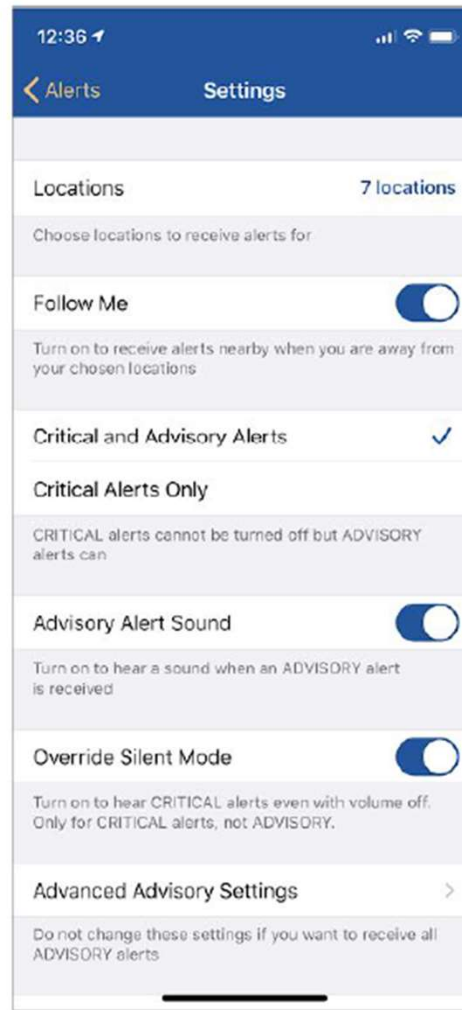 12:36
Alerts
Settings
Locations
7 locations
Choose locations to receive alerts for
Follow Me
Turn on to receive alerts nearby when you are away from
your chosen locations
Critical and Advisory Alerts
Critical Alerts Only
CRITICAL alerts cannot be turned off but ADVISORY
alerts can
Advisory Alert Sound
Turn on to hear a sound when an ADVISORY alert
is received
Override Silent Mode
Turn on to hear CRITICAL alerts even with volume off.
Only for CRITICAL alerts, not ADVISORY.
Advanced Advisory Settings
Do not change these settings if you want to receive all
ADVISORY alerts